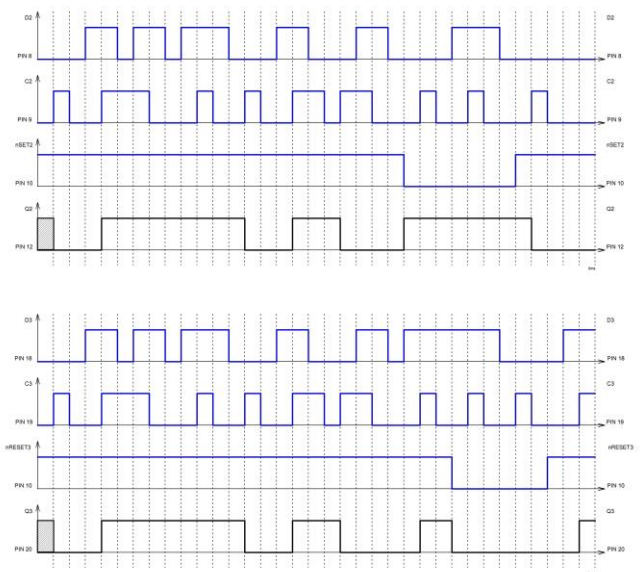 D2 D2
PIN 8 PIN 8
C2 C2
PIN 9 PIN 9
nSET2 nSET2
PIN 10 PIN 10
Q2 Q2
PIN 12 PIN 12
D3 D3
PIN 18 PIN 18
C3 C3
PIN 19 PIN 19
nRESET3 nRESET3
PIN 10 PIN 10
Q3 Q3
PIN 20 PIN 20